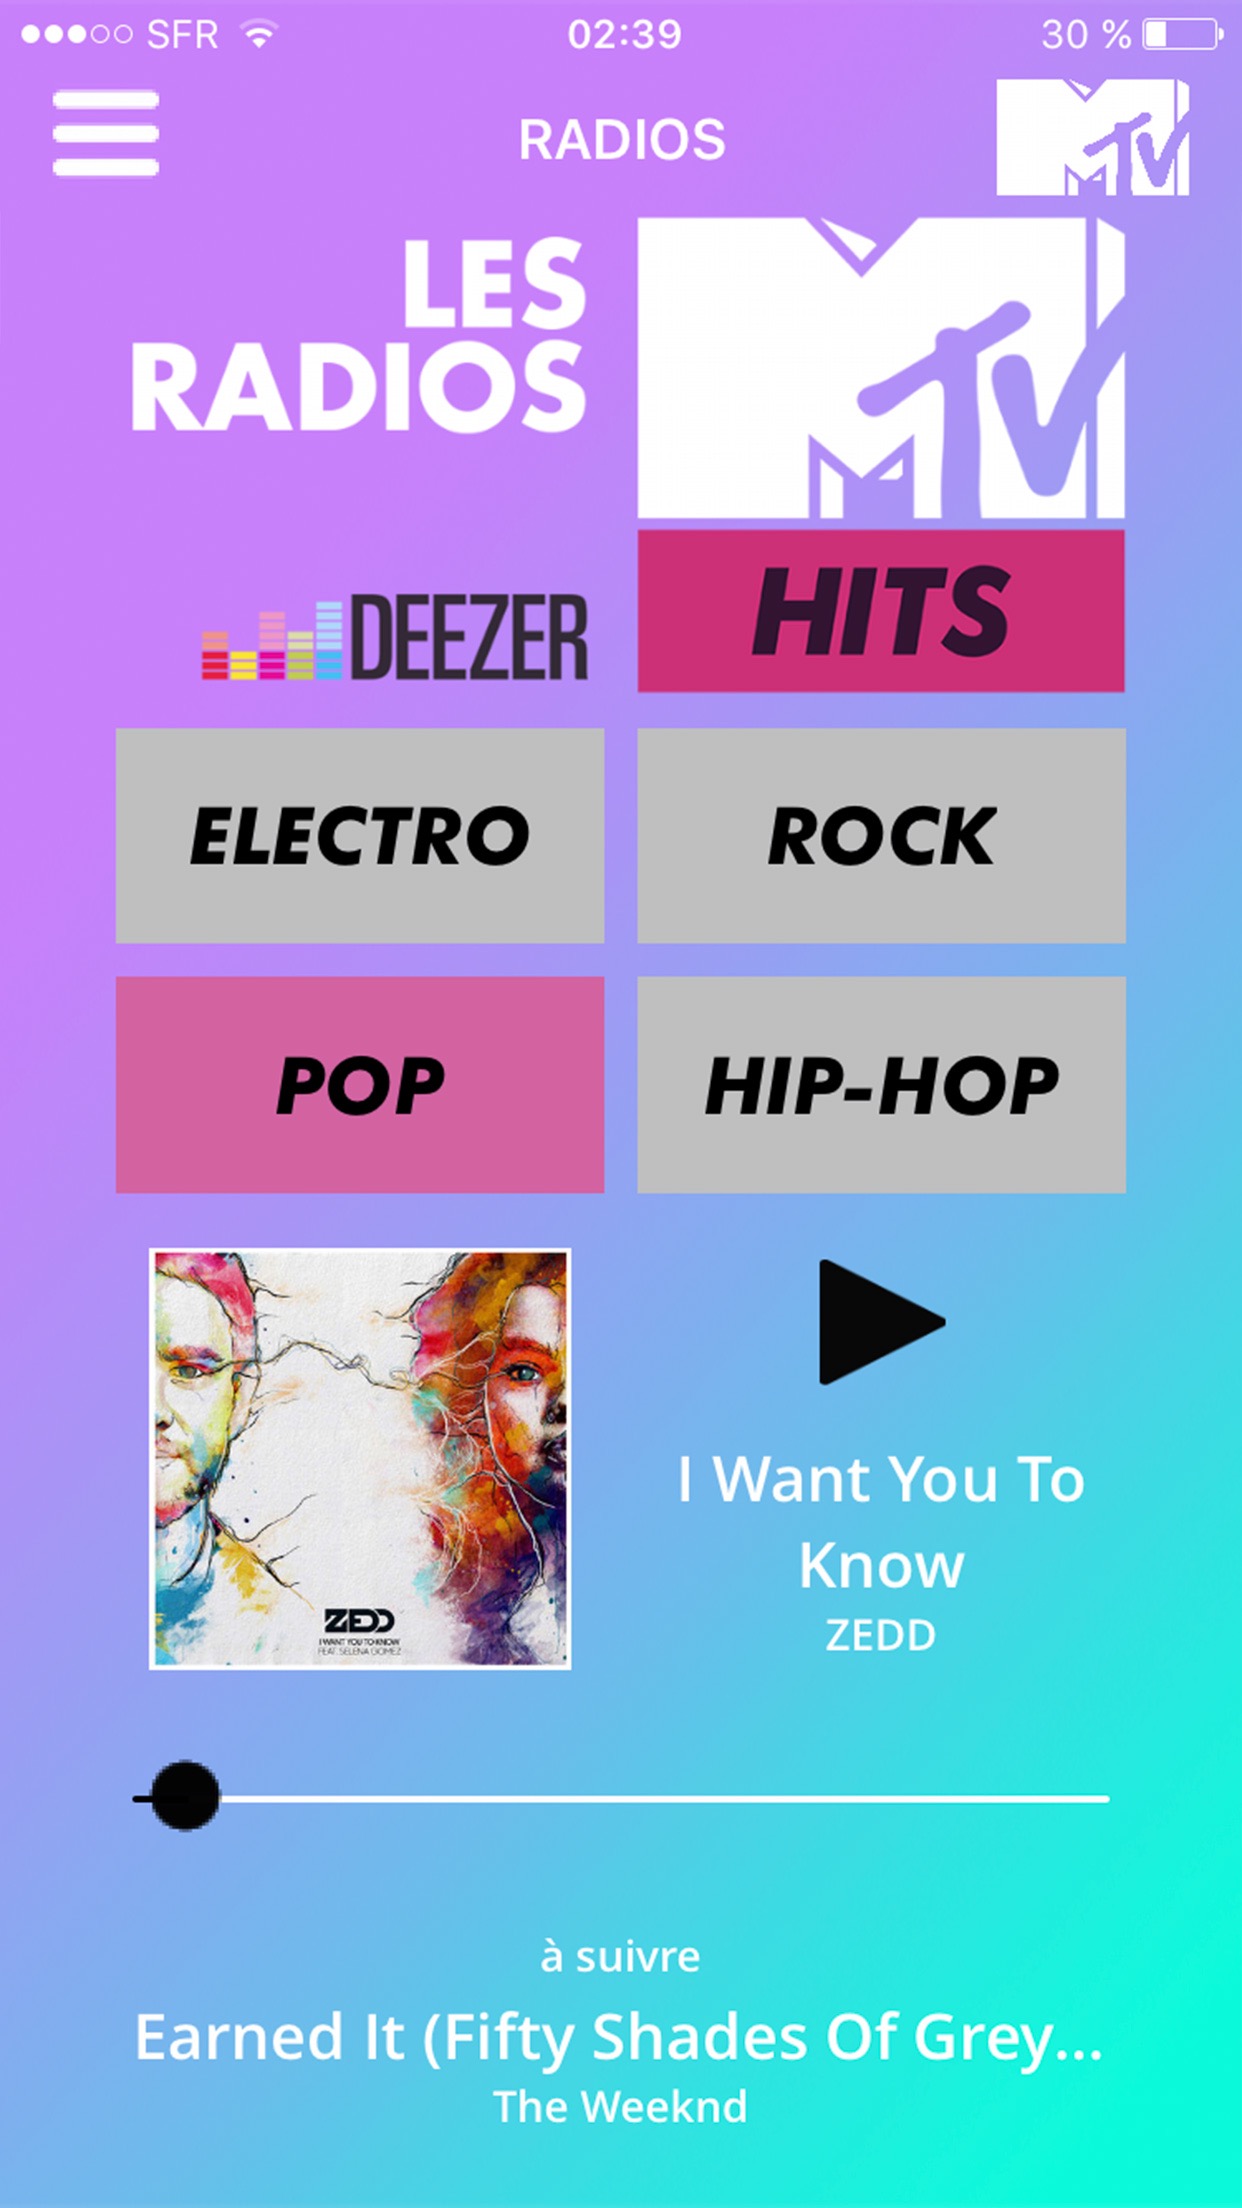 SFR
02:39
30 %
RADIOS
MTV
LES
RADIOS
MTV
DEEZER
HITS
ELECTRO
ROCK
POP
HIP-HOP
ZEDD
I WANT YOU TO KNOW
FEAT. SELENA GOMEZ
I Want You To
Know
ZEDD
à suivre
Earned It (Fifty Shades Of Grey...
The Weeknd